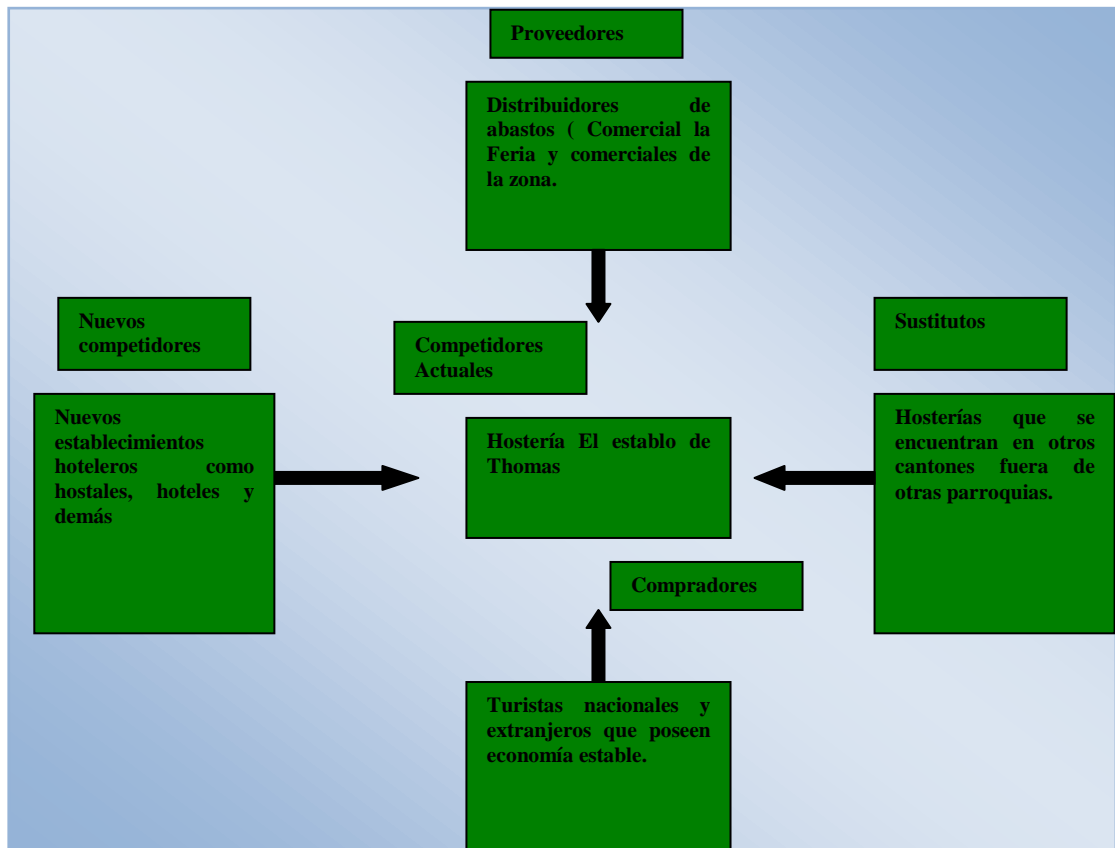 Proveedores
Distribuidores de
abastos ( Comercial la
Feria y comerciales de
la zona.
Nuevos
competidores
Competidores
Actuales
Sustitutos
Nuevos
establecimientos
hoteleros como
hostales, hoteles y
demás
Hostería El establo de
Thomas
Hosterías que se
encuentran en otros
cantones fuera de
otras parroquias.
Compradores
Turistas nacionales y
extranjeros que poseen
economía estable.